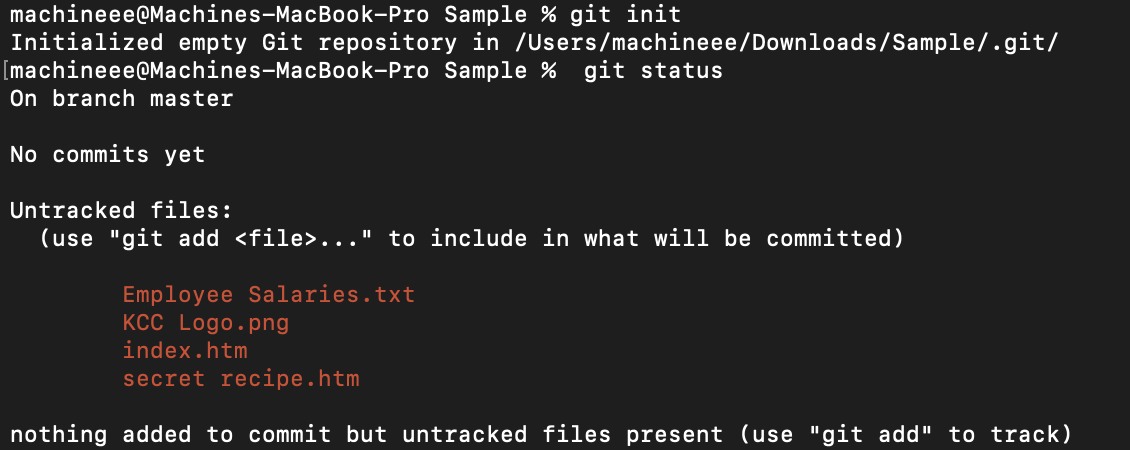 machineee@Machines-MacBook-Pro Sample % git init
Initialized empty Git repository in /Users/machineee/Downloads/Sample/.git/
[machineee@Machines-MacBook-Pro Sample %  git status
On branch master
No commits yet
Untracked files:
  (use "git add <file>..." to include in what will be committed)
        Employee Salaries.txt
        KCC Logo.png
        index.htm
        secret recipe.htm
nothing added to commit but untracked files present (use "git add" to track)